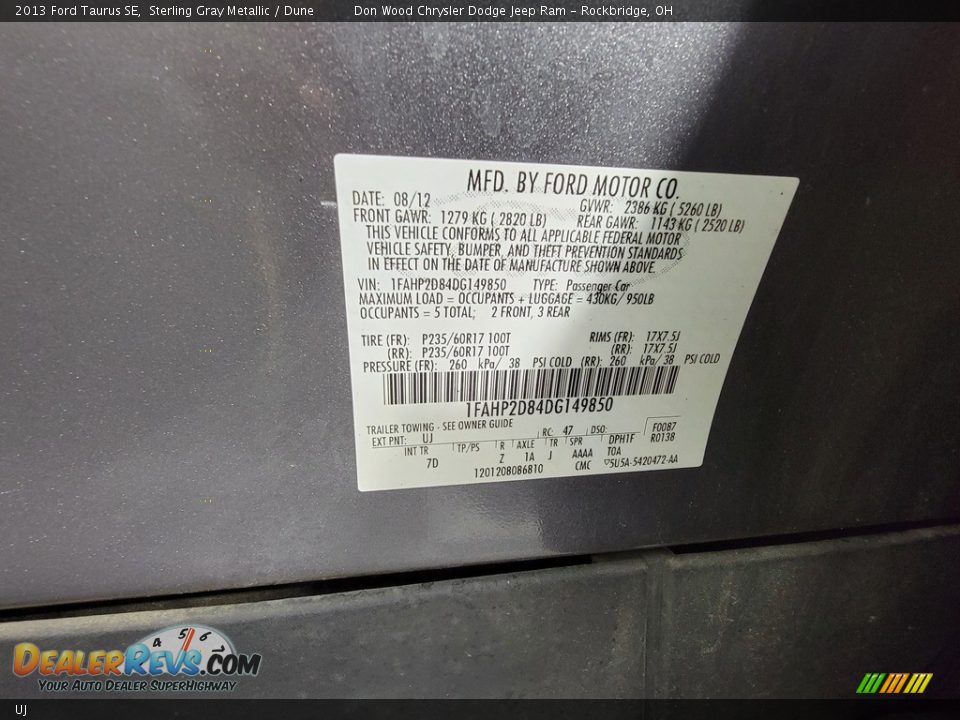 2013 Ford Taurus SE, Sterling Gray Metallic / Dune Don Wood Chrysler Dodge Jeep Ram - Rockbridge, OH
MFD. BY FORD MOTOR CO.
DATE: 08/12 GVWR: 2386 KG ( 5260 LB)
FRONT GAWR: 1279 KG ( 2820 LB) REAR GAWR: 1143 KG ( 2520 LB)
THIS VEHICLE CONFORMS TO ALL APPLICABLE FEDERAL MOTOR
VEHICLE SAFETY, BUMPER, AND THEFT PREVENTION STANDARDS
IN EFFECT ON THE DATE OF MANUFACTURE SHOWN ABOVE.
VIN: 1FAHP2D84DG149850 TYPE: Passenger Car
MAXIMUM LOAD = OCCUPANTS + LUGGAGE = 430KG/ 950LB
OCCUPANTS = 5 TOTAL; 2 FRONT, 3 REAR
TIRE (FR): P235/60R17 100T RIMS (FR): 17X7.5J
(RR): P235/60R17 100T (RR): 17X7.5J
PRESSURE (FR): 260 kPa/ 38 PSI COLD (RR): 260 kPa/ 38 PSI COLD
1FAHP2D84DG149850
TRAILER TOWING - SEE OWNER GUIDE RC: 47 DSO: F0087
EXT PNT: UJ R0138
INT TR TP/PS R AXLE TR SPR DPH1F
7D Z 1A J AAAA T0A
1201208086810 CMC 5U5A-5420472-AA
4 5 6
DEALERREVS.COM
YOUR AUTO DEALER SUPERHIGHWAY
UJ